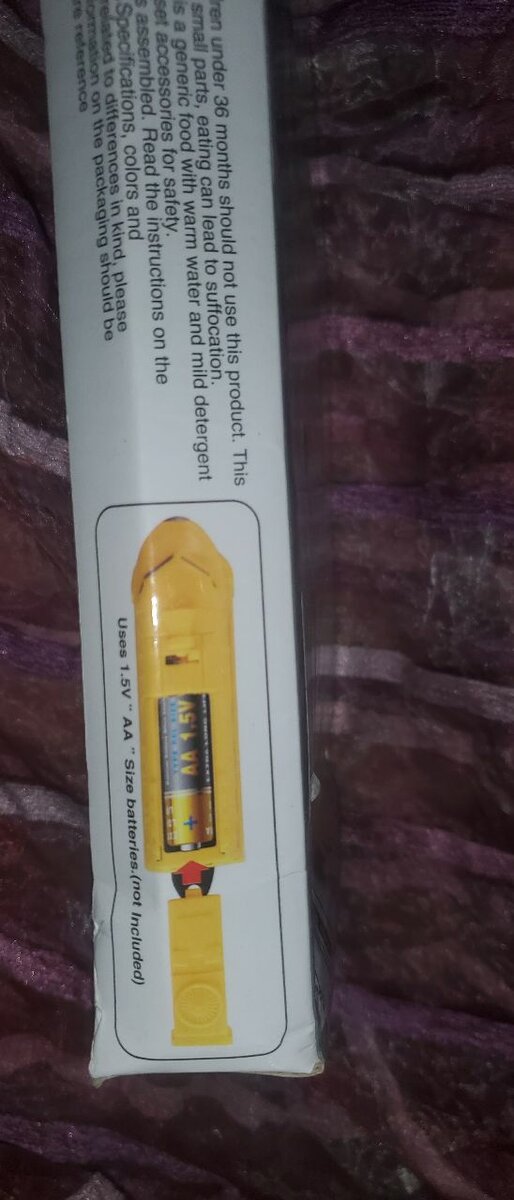 ren under 36 months should not use this product. This
small parts, eating can lead to suffocation.
is a generic food with warm water and mild detergent
set accessories for safety.
s assembled. Read the instructions on the
Specifications, colors and
related to differences in kind, please
ormation on the packaging should be
re reference
Uses 1.5V " AA " Size batteries.(not Included)
AA 1.5V
+